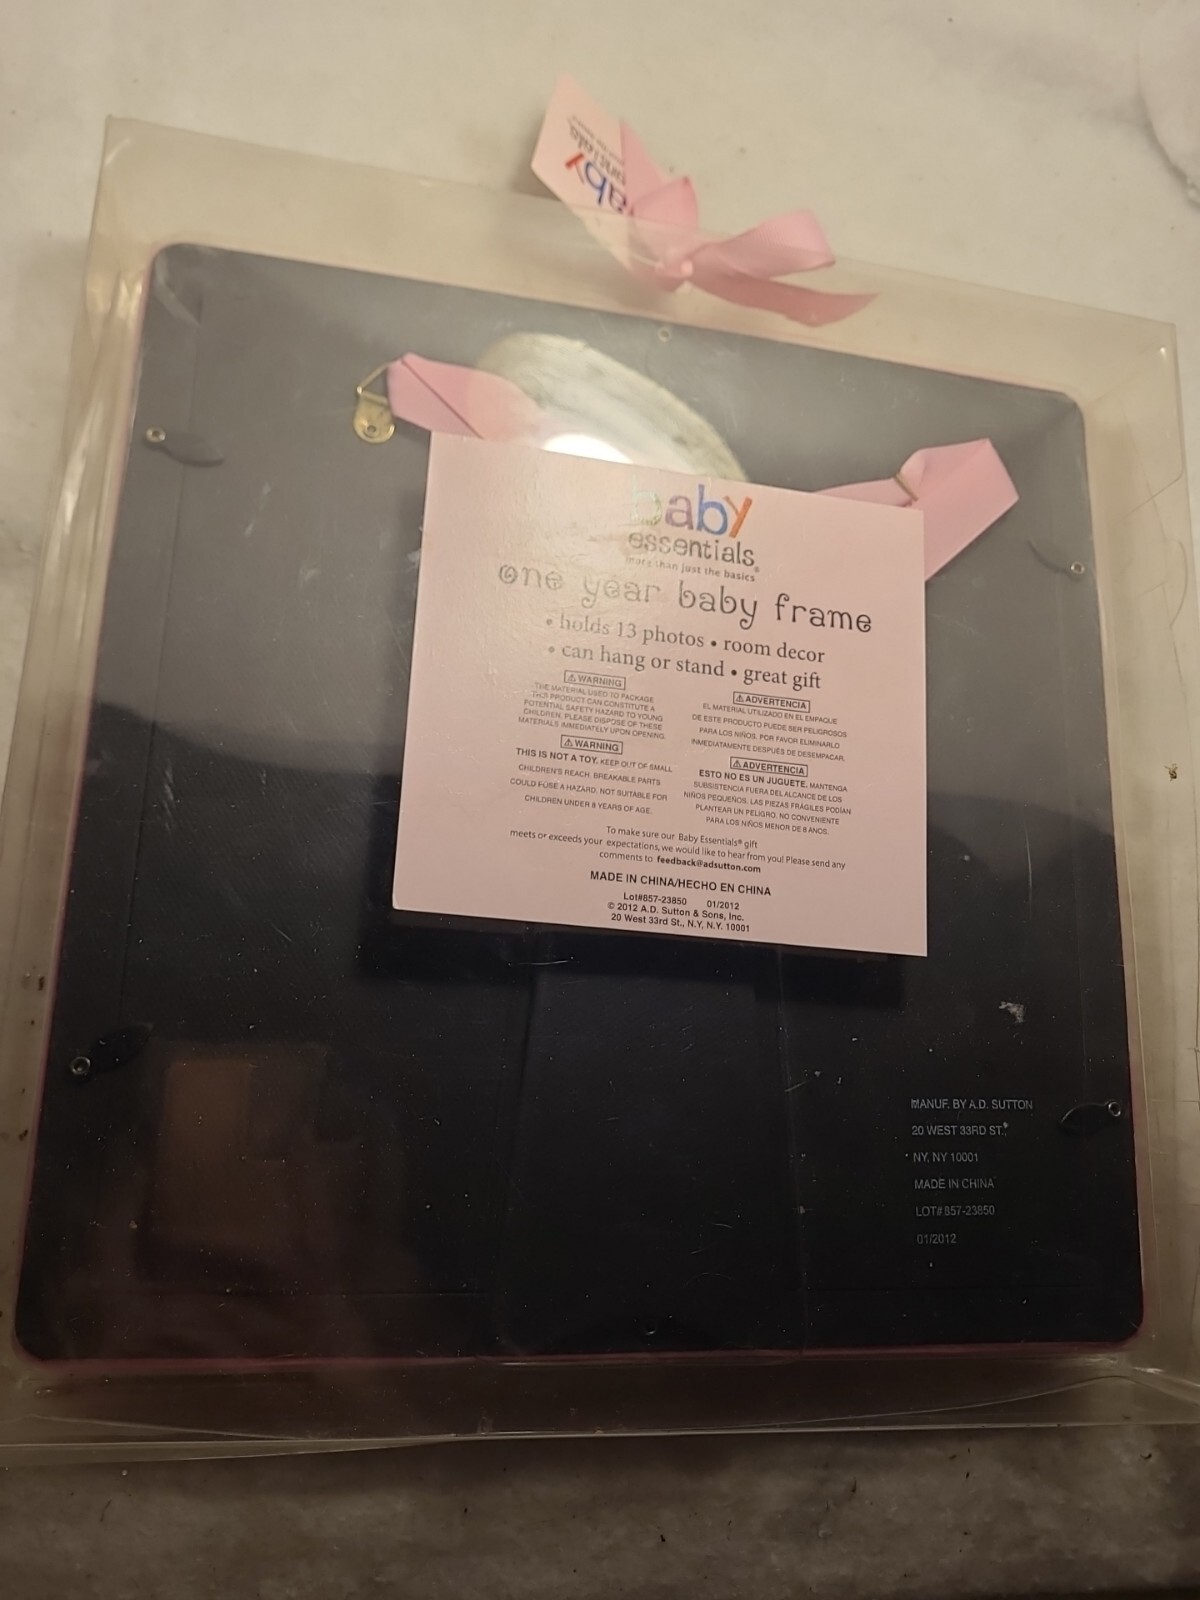 baby
baby
essentials®
more than just the basics
one year baby frame
• holds 13 photos • room decor
• can hang or stand • great gift
⚠WARNING
THE MATERIAL USED TO PACKAGE
THIS PRODUCT CAN CONSTITUTE A
POTENTIAL SAFETY HAZARD TO YOUNG
CHILDREN. PLEASE DISPOSE OF THESE
MATERIALS IMMEDIATELY UPON OPENING.
⚠WARNING
THIS IS NOT A TOY. KEEP OUT OF SMALL
CHILDREN'S REACH. BREAKABLE PARTS
COULD POSE A HAZARD. NOT SUITABLE FOR
CHILDREN UNDER 8 YEARS OF AGE.
⚠ADVERTENCIA
EL MATERIAL UTILIZADO EN EL EMPAQUE
DE ESTE PRODUCTO PUEDE SER PELIGROSOS
PARA LOS NIÑOS. POR FAVOR ELIMINARLO
INMEDIATAMENTE DESPUÉS DE DESEMPACAR.
⚠ADVERTENCIA
ESTO NO ES UN JUGUETE. MANTENGA
SUBSISTENCIA FUERA DEL ALCANCE DE LOS
NIÑOS PEQUEÑOS. LAS PIEZAS FRÁGILES PODÍAN
PLANTEAR UN PELIGRO. NO CONVENIENTE
PARA LOS NIÑOS MENOR DE 8 ANOS.
To make sure our Baby Essentials® gift
meets or exceeds your expectations, we would like to hear from you! Please send any
comments to feedback@adsutton.com
MADE IN CHINA/HECHO EN CHINA
Lot#857-23850 01/2012
© 2012 A.D. Sutton & Sons, Inc.
20 West 33rd St., N.Y, N.Y. 10001
MANUF. BY A.D. SUTTON
20 WEST 33RD ST.,
NY, NY 10001
MADE IN CHINA
LOT# 857-23850
01/2012